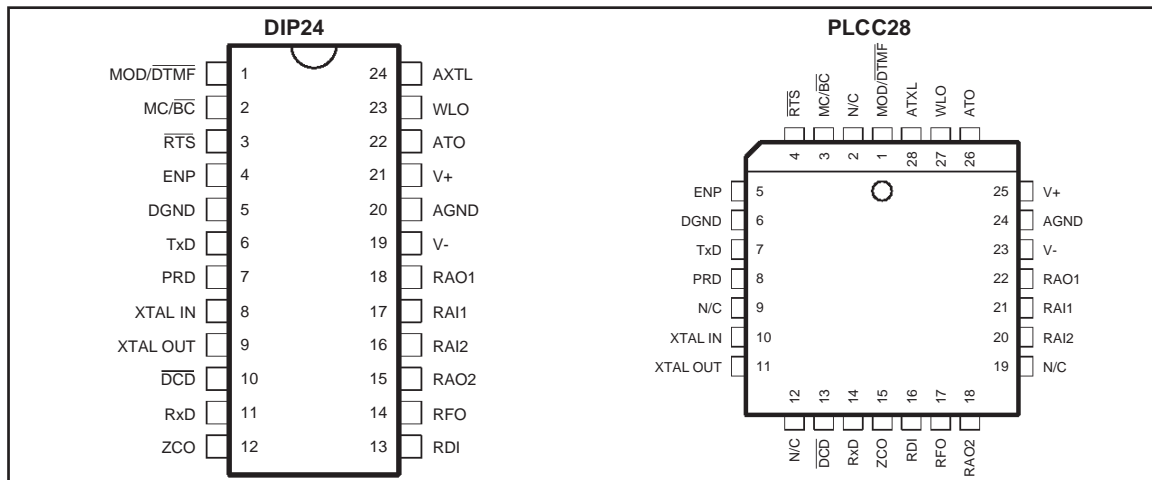 DIP24
MOD/DTMF 1 24 AXTL
MC/BC 2 23 WLO
RTS 3 22 ATO
ENP 4 21 V+
DGND 5 20 AGND
TxD 6 19 V-
PRD 7 18 RAO1
XTAL IN 8 17 RAI1
XTAL OUT 9 16 RAI2
DCD 10 15 RAO2
RxD 11 14 RFO
ZCO 12 13 RDI
PLCC28
RTS MC/BC N/C MOD/DTMF ATXL WLO ATO
4 3 2 1 28 27 26
ENP 5 25 V+
DGND 6 24 AGND
TxD 7 23 V-
PRD 8 22 RAO1
N/C 9 21 RAI1
XTAL IN 10 20 RAI2
XTAL OUT 11 19 N/C
12 13 14 15 16 17 18
N/C DCD RxD ZCO RDI RFO RAO2